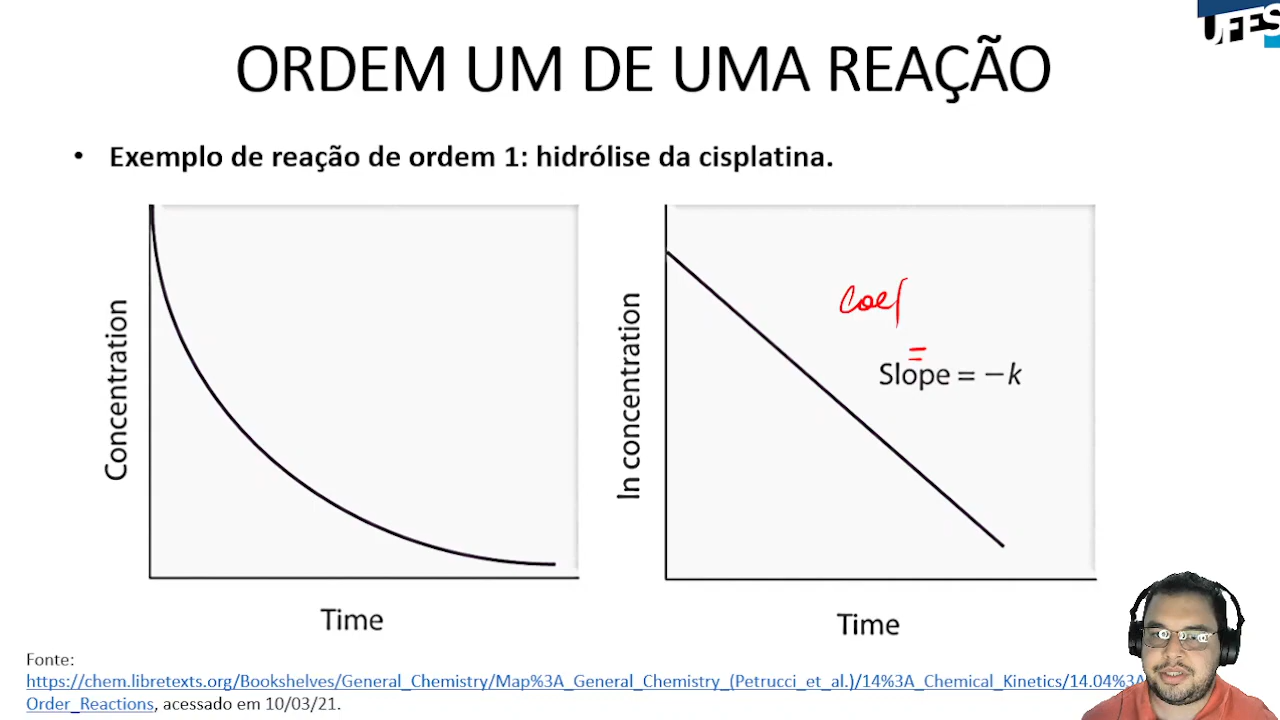 UFES
ORDEM UM DE UMA REAÇÃO
• Exemplo de reação de ordem 1: hidrólise da cisplatina.
Concentration
Time
ln concentration
coef
=
Slope = −k
Time
Fonte:
https://chem.libretexts.org/Bookshelves/General_Chemistry/Map%3A_General_Chemistry_(Petrucci_et_al.)/14%3A_Chemical_Kinetics/14.04%3A
Order_Reactions, acessado em 10/03/21.